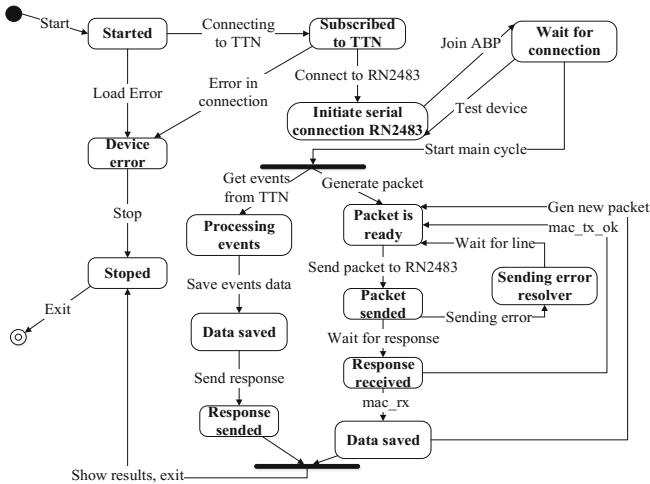 Start
Started
Connecting
to TTN
Subscribed
to TTN
Join ABP
Wait for
connection
Load Error
Error in
connection
Connect to RN2483
Initiate serial
connection RN2483
Test device
Device
error
Start main cycle
Get events
from TTN
Generate packet
Stop
Processing
events
Packet is
ready
Gen new packet
mac_tx_ok
Wait for line
Stoped
Save events data
Send packet to RN2483
Sending error
resolver
Exit
Data saved
Packet
sended
Sending error
Wait for response
Send response
Response
received
Response
sended
mac_rx
Data saved
Show results, exit